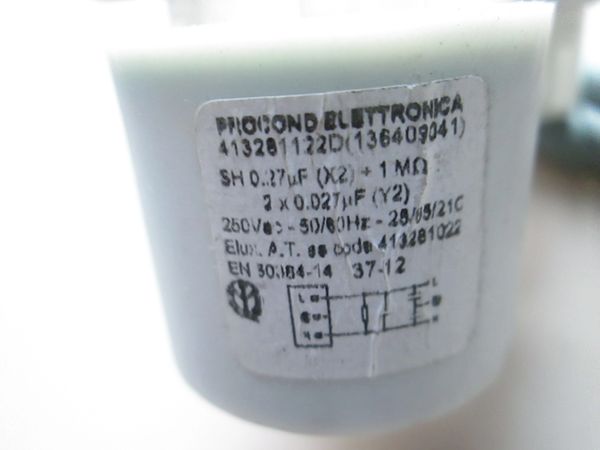 PROCOND ELETTRONICA
413281122D(136409041)
SH 0.27µF (X2) + 1 MΩ
2 x 0.027µF (Y2)
250Vac - 50/60Hz - 25/85/21C
Elux. A.T. as code 413281022
EN 30384-14 37-12
L L
N N